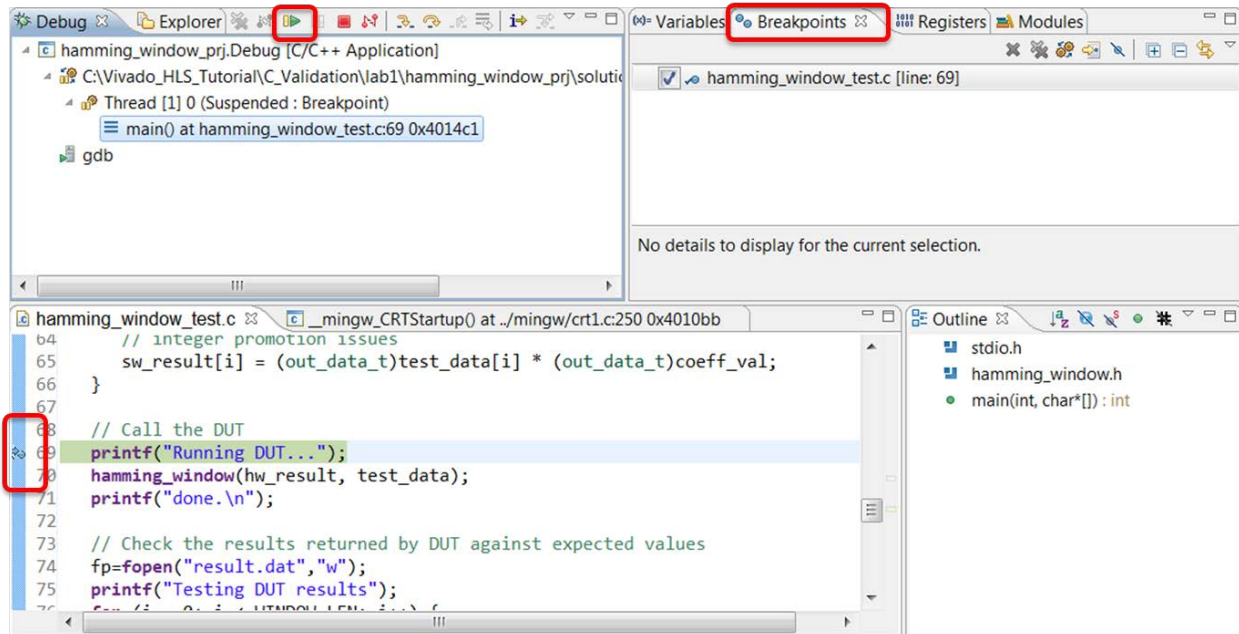 Debug Explorer
hamming_window_prj.Debug [C/C++ Application]
C:\Vivado_HLS_Tutorial\C_Validation\lab1\hamming_window_prj\soluti
Thread [1] 0 (Suspended : Breakpoint)
main() at hamming_window_test.c:69 0x4014c1
gdb
(x)= Variables Breakpoints Registers Modules
hamming_window_test.c [line: 69]
No details to display for the current selection.
hamming_window_test.c __mingw_CRTStartup() at ../mingw/crt1.c:250 0x4010bb
64 // integer promotion issues
65 sw_result[i] = (out_data_t)test_data[i] * (out_data_t)coeff_val;
66 }
67
68 // Call the DUT
69 printf("Running DUT...");
70 hamming_window(hw_result, test_data);
71 printf("done.\n");
72
73 // Check the results returned by DUT against expected values
74 fp=fopen("result.dat","w");
75 printf("Testing DUT results");
76 for (i = 0; i < WINDOW_LEN; i++) {
Outline
stdio.h
hamming_window.h
main(int, char*[]) : int